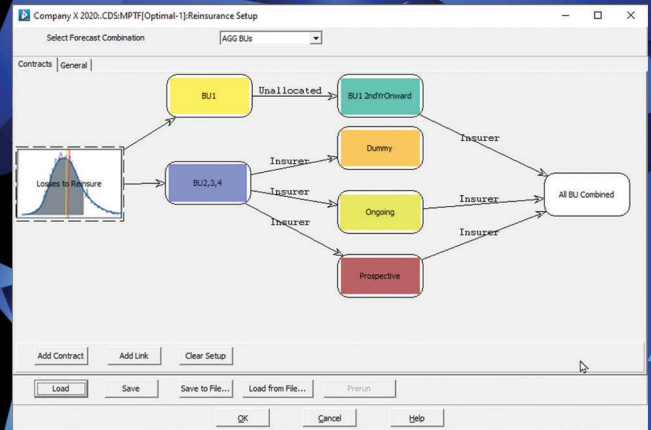 Company X 2020:.CDS:MPTF[Optimal-1]:Reinsurance Setup
Select Forecast Combination
AGG BUs
Contracts General
BU1
Unallocated
BU1 2ndYrOnward
Insurer
Losses to Reinsure
BU2,3,4
Insurer
Dummy
Insurer
Ongoing
Insurer
All BU Combined
Insurer
Prospective
Insurer
Add Contract Add Link Clear Setup
Load Save Save to File... Load from File... Prerun
OK Cancel Help